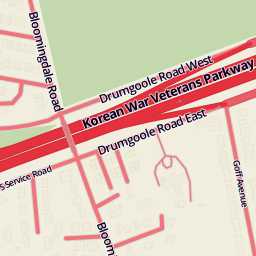 Bloomingdale Road
Drumgoole Road West
Korean War Veterans Parkway
Drumgoole Road East
S Service Road
Goff Avenue
Bloom